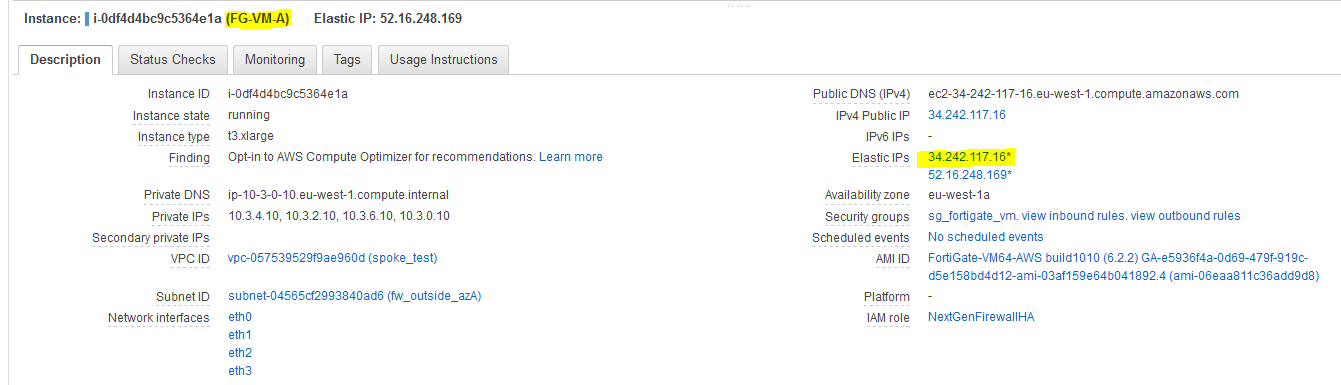 Instance: i-0df4d4bc9c5364e1a (FG-VM-A) Elastic IP: 52.16.248.169
Description Status Checks Monitoring Tags Usage Instructions
Instance ID i-0df4d4bc9c5364e1a
Instance state running
Instance type t3.xlarge
Finding Opt-in to AWS Compute Optimizer for recommendations. Learn more
Private DNS ip-10-3-0-10.eu-west-1.compute.internal
Private IPs 10.3.4.10, 10.3.2.10, 10.3.6.10, 10.3.0.10
Secondary private IPs
VPC ID vpc-057539529f9ae960d (spoke_test)
Subnet ID subnet-04565cf2993840ad6 (fw_outside_azA)
Network interfaces eth0
eth1
eth2
eth3
Public DNS (IPv4) ec2-34-242-117-16.eu-west-1.compute.amazonaws.com
IPv4 Public IP 34.242.117.16
IPv6 IPs -
Elastic IPs 34.242.117.16*
52.16.248.169*
Availability zone eu-west-1a
Security groups sg_fortigate_vm. view inbound rules. view outbound rules
Scheduled events No scheduled events
AMI ID FortiGate-VM64-AWS build1010 (6.2.2) GA-e5936f4a-0d69-479f-919c-
d5e158bd4d12-ami-03af159e64b041892.4 (ami-06eaa811c36add9d8)
Platform -
IAM role NextGenFirewallHA